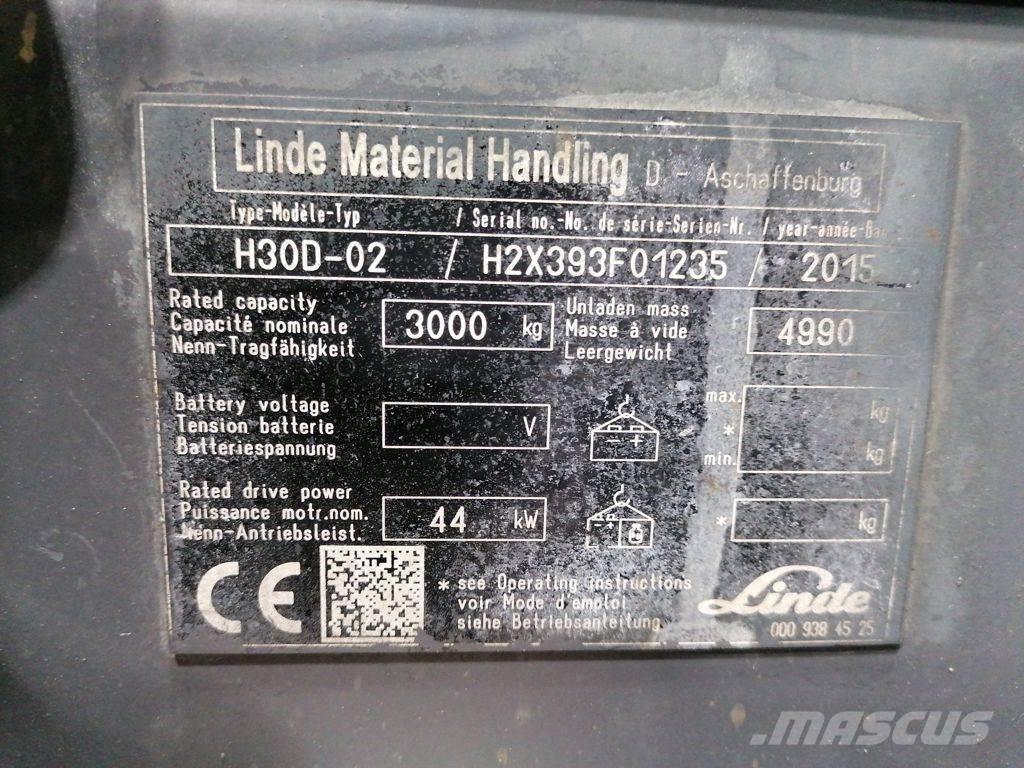 Linde Material Handling D - Aschaffenburg
Type-Modèle-Typ / Serial no.-No. de série-Serien-Nr. / year-année-Bau
H30D-02 / H2X393F01235 / 2015
Rated capacity
Capacité nominale
Nenn-Tragfähigkeit
3000 kg
Unladen mass
Masse à vide
Leergewicht
4990
Battery voltage
Tension batterie
Batteriespannung
V
- +
max. kg
*
min. kg
Rated drive power
Puissance motr.nom.
Nenn-Antriebsleist.
44 kW
- +
* kg
CE
* see Operating instructions
voir Mode d'emploi
siehe Betriebsanleitung
Linde
000 938 45 25
MASCUS